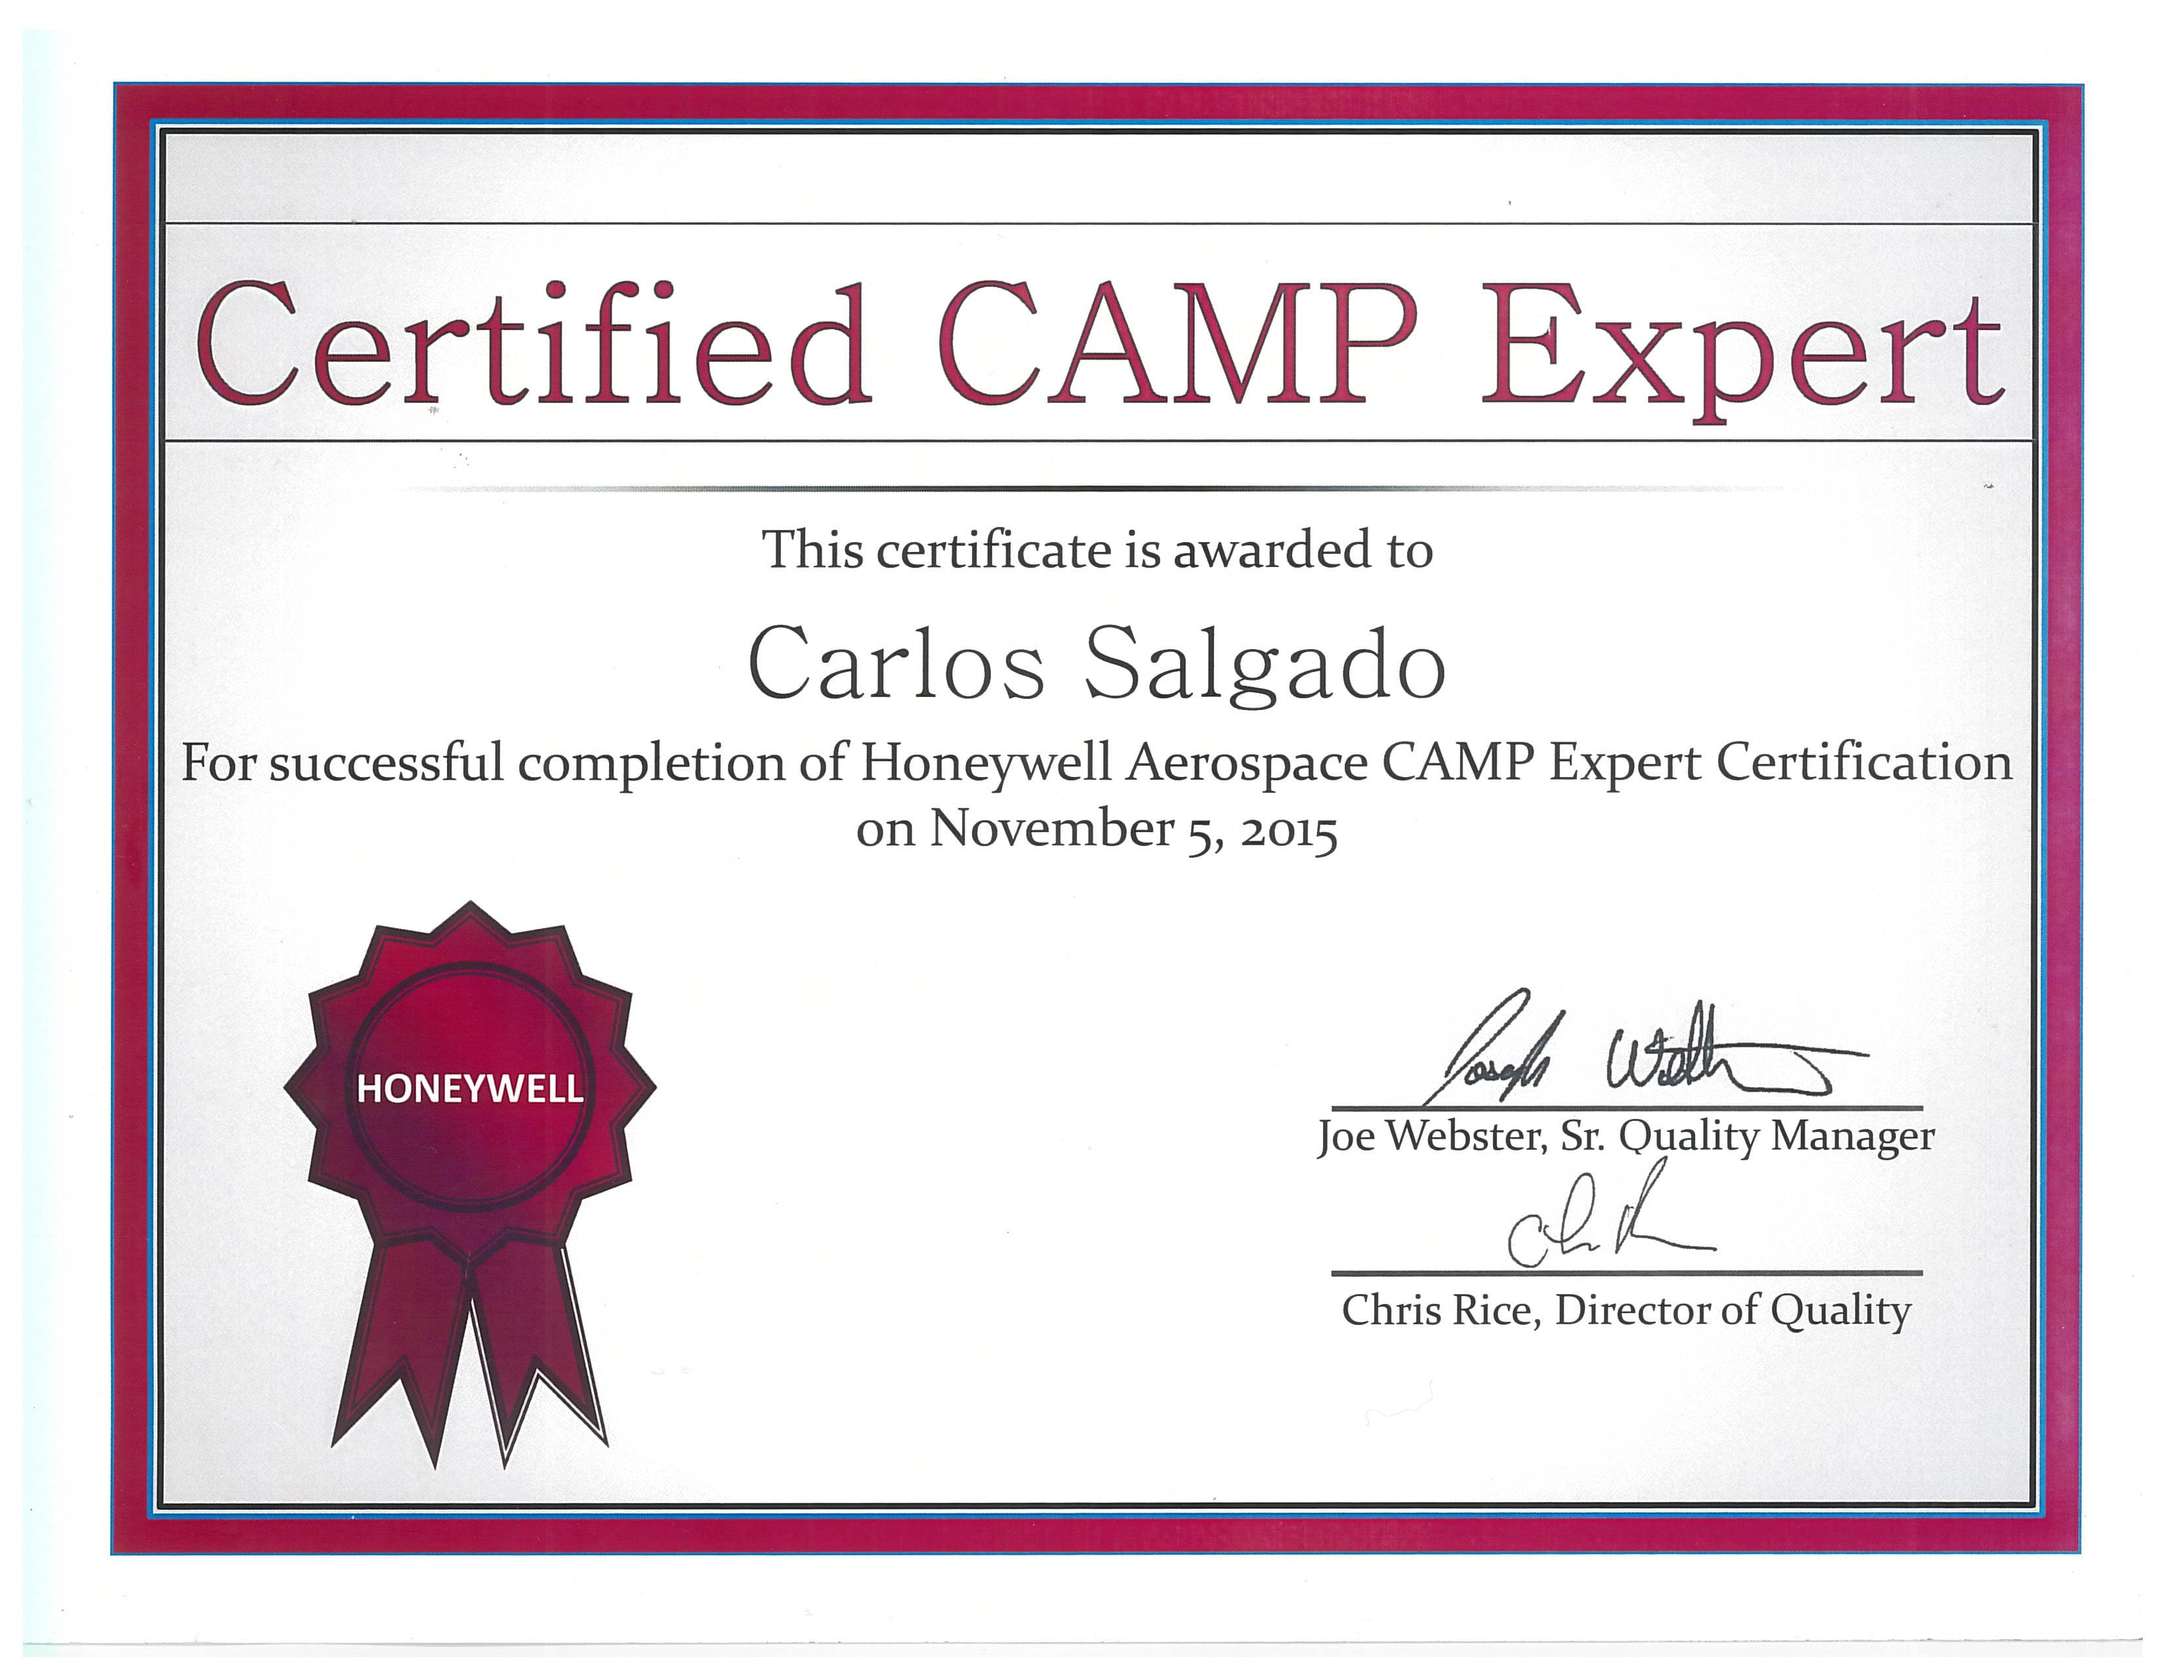 Certified CAMP Expert
This certificate is awarded to
Carlos Salgado
For successful completion of Honeywell Aerospace CAMP Expert Certification
on November 5, 2015
HONEYWELL
Joseph Webster
Joe Webster, Sr. Quality Manager
Chris Rice, Director of Quality